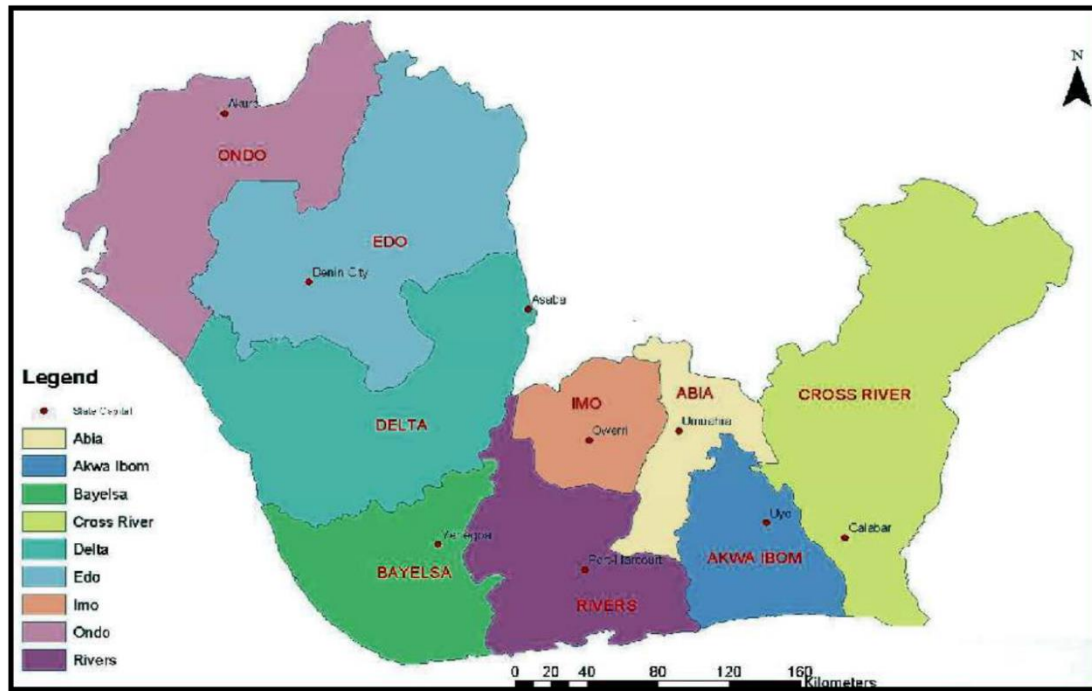 N
Akure
ONDO
EDO
Benin City
Asaba
Legend
State Capital
Abia
Akwa Ibom
Bayelsa
Cross River
Delta
Edo
Imo
Ondo
Rivers
DELTA
IMO
Owerri
ABIA
Umuahia
CROSS RIVER
Yenegoa
BAYELSA
Port-Harcourt
RIVERS
Uyo
AKWA IBOM
Calabar
0 20 40 80 120 160
Kilometers